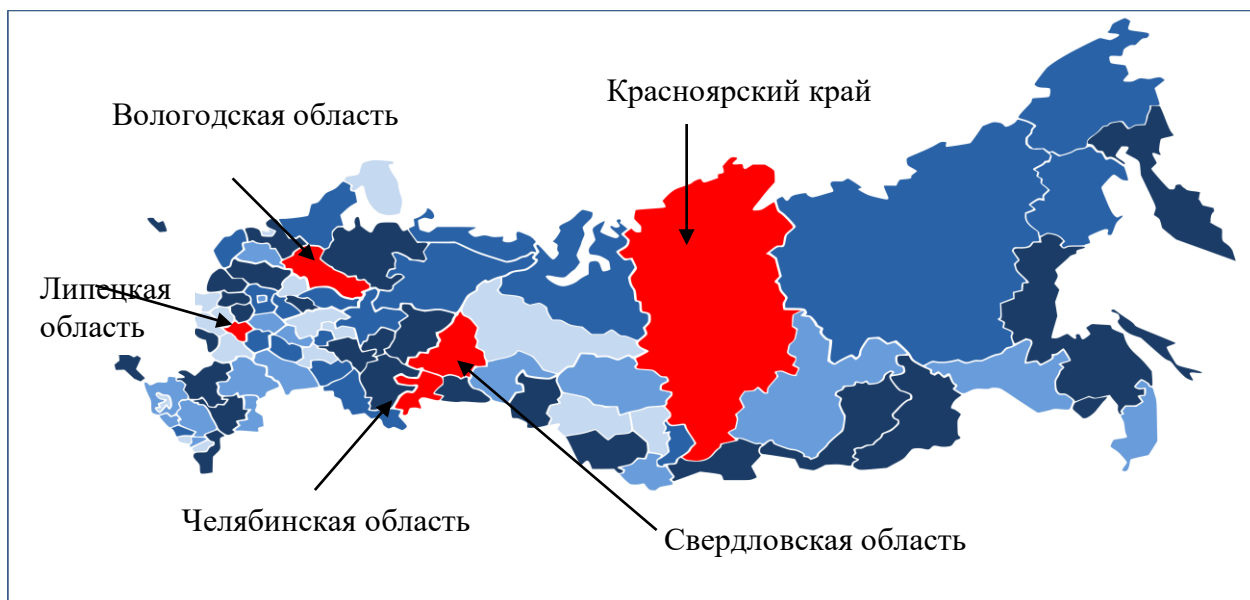 Красноярский край
Вологодская область
Липецкая
область
Челябинская область
Свердловская область